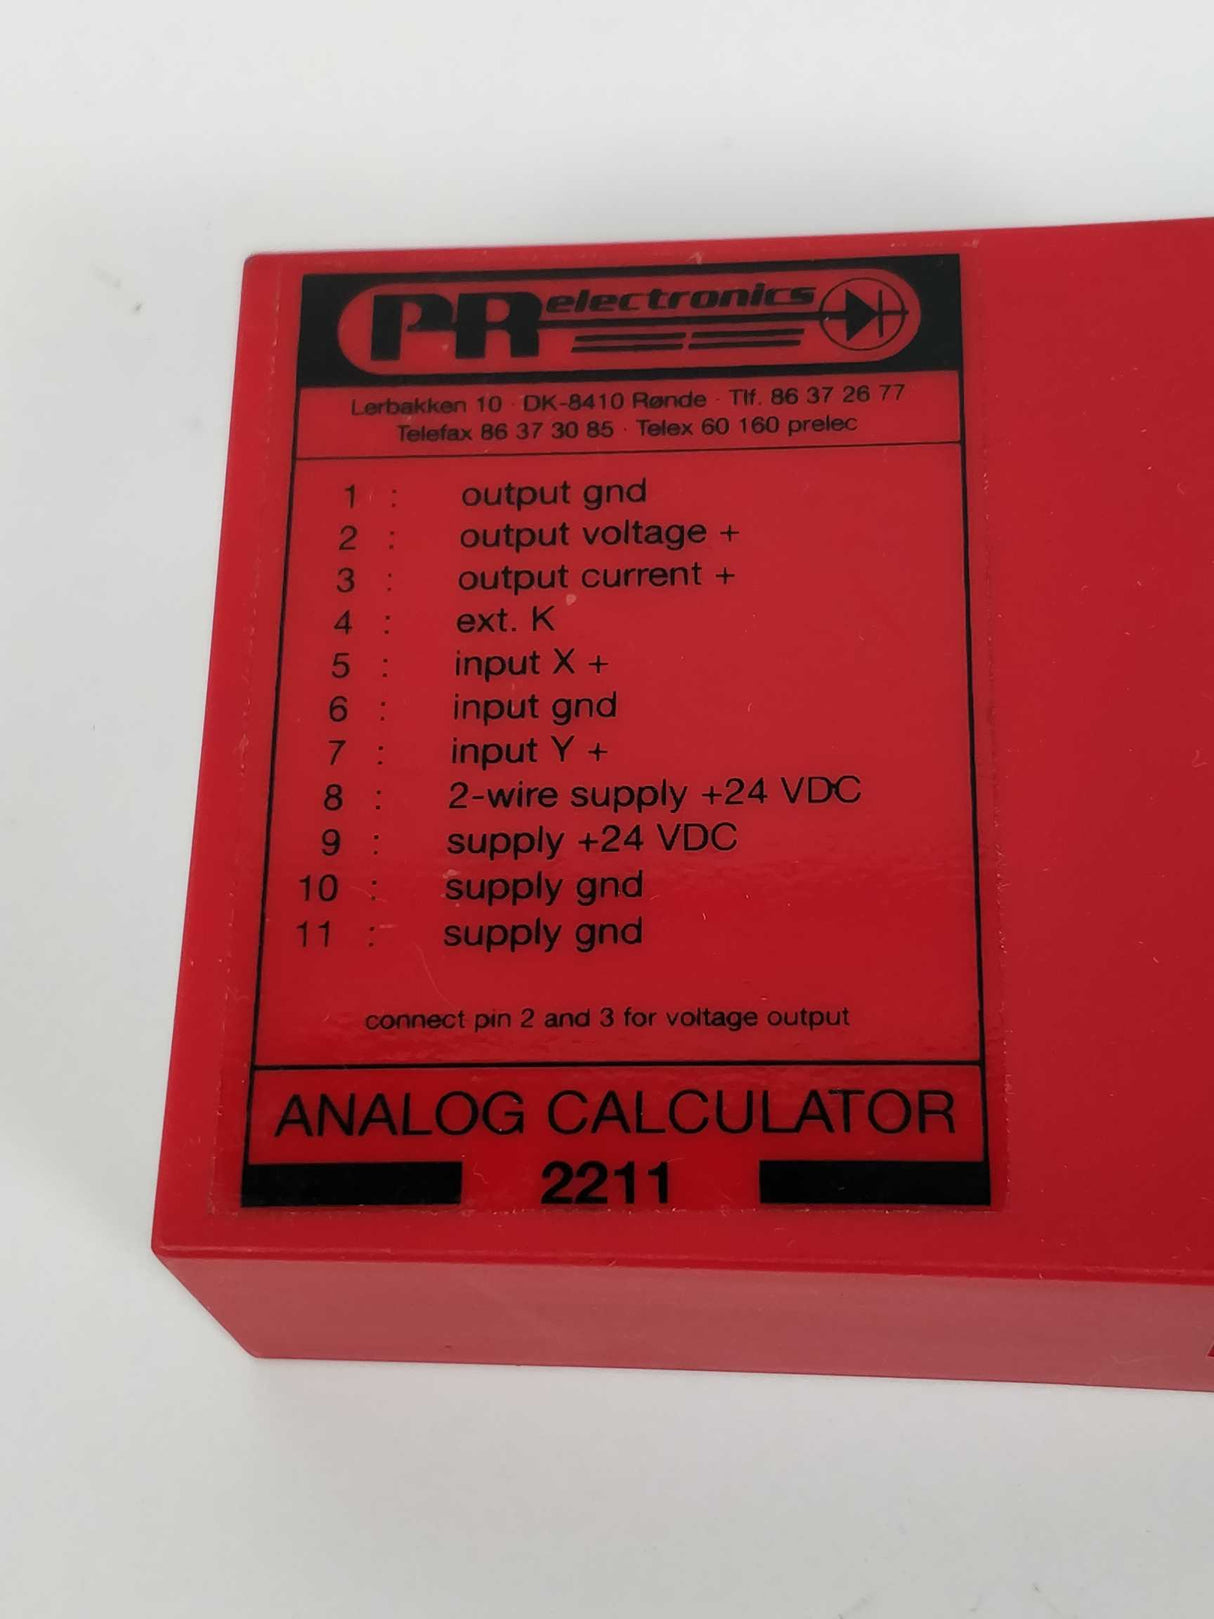 PR electronics
Lerbakken 10 · DK-8410 Rønde · Tlf. 86 37 26 77
Telefax 86 37 30 85 · Telex 60 160 prelec
1 : output gnd
2 : output voltage +
3 : output current +
4 : ext. K
5 : input X +
6 : input gnd
7 : input Y +
8 : 2-wire supply +24 VDC
9 : supply +24 VDC
10 : supply gnd
11 : supply gnd
connect pin 2 and 3 for voltage output
ANALOG CALCULATOR
2211